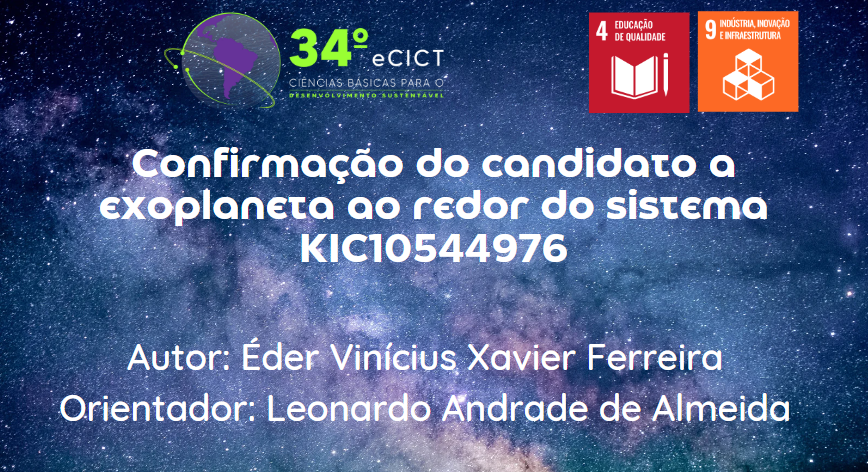 34º eCICT
CIÊNCIAS BÁSICAS PARA O
DESENVOLVIMENTO SUSTENTÁVEL
4 EDUCAÇÃO
DE QUALIDADE
9 INDÚSTRIA, INOVAÇÃO
E INFRAESTRUTURA
Confirmação do candidato a
exoplaneta ao redor do sistema
KIC10544976
Autor: Éder Vinícius Xavier Ferreira
Orientador: Leonardo Andrade de Almeida